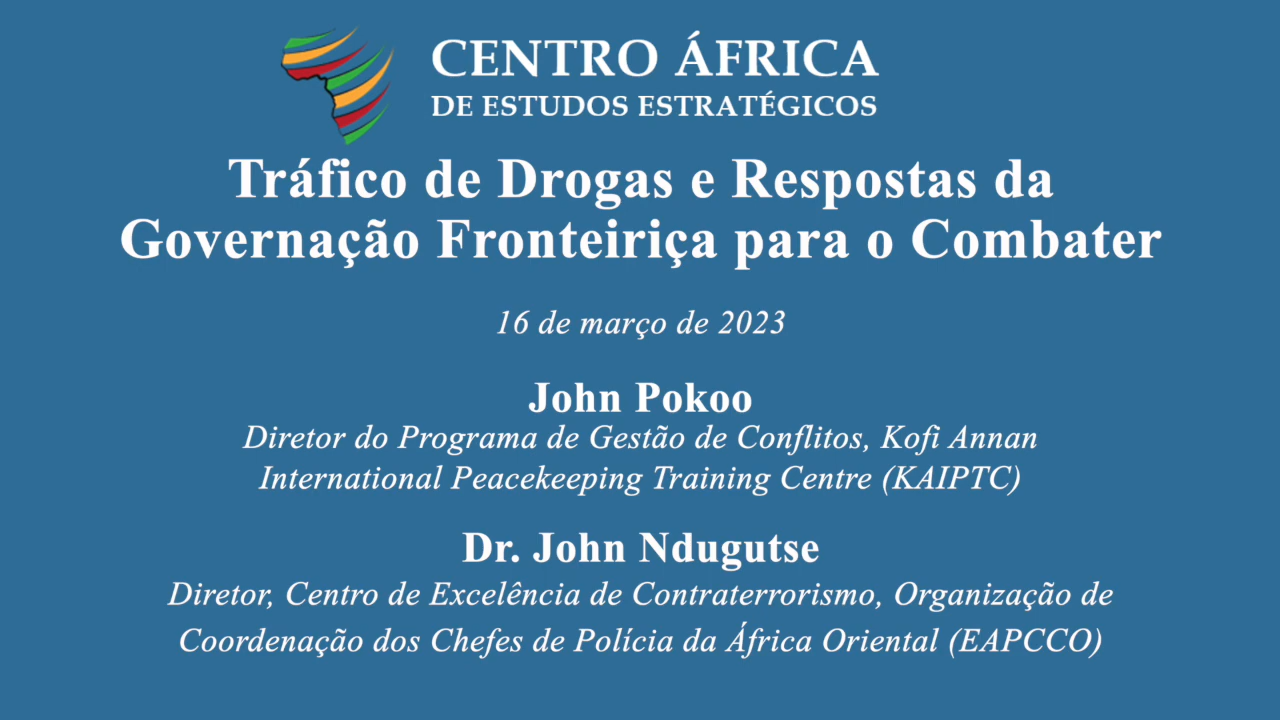 CENTRO ÁFRICA
DE ESTUDOS ESTRATÉGICOS
Tráfico de Drogas e Respostas da
Governação Fronteiriça para o Combater
16 de março de 2023
John Pokoo
Diretor do Programa de Gestão de Conflitos, Kofi Annan
International Peacekeeping Training Centre (KAIPTC)
Dr. John Ndugutse
Diretor, Centro de Excelência de Contraterrorismo, Organização de
Coordenação dos Chefes de Polícia da África Oriental (EAPCCO)